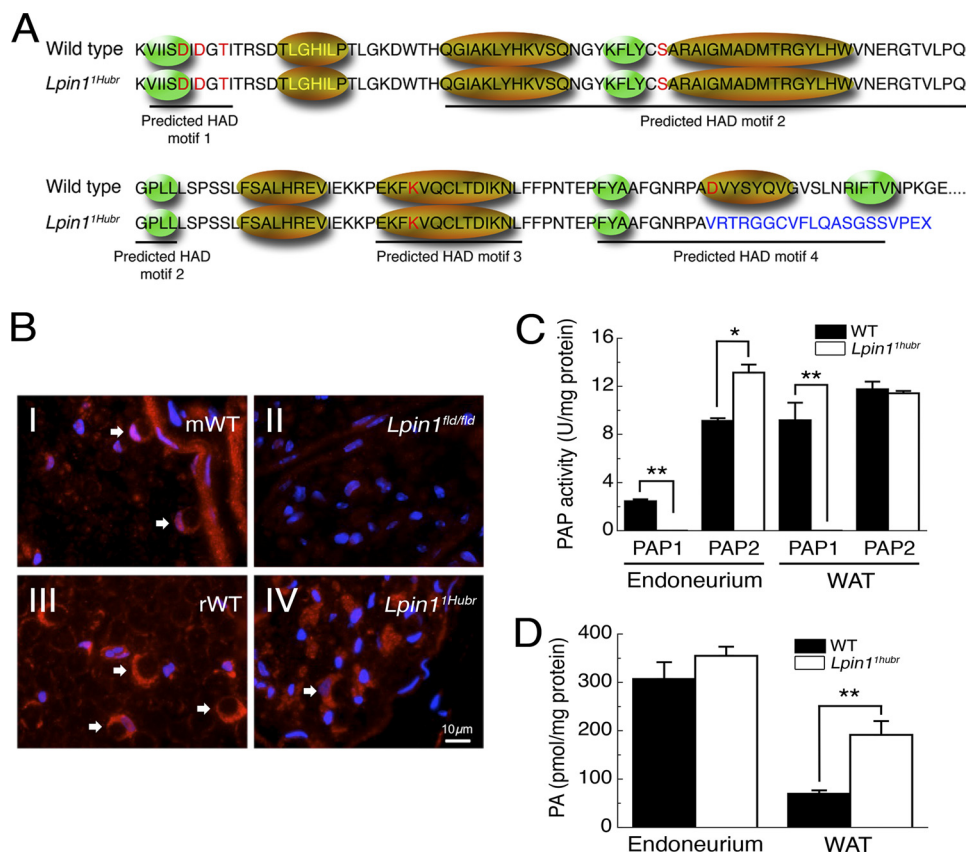 A
Wild type KVIISDIDGTITRSDTLGHILPTLGKDWTHQGIAKLYHKVSQNGYKFLYCSARAIGMADMTRGYLHWVNERGTVLPQ
Lpin1 1Hubr KVIISDIDGTITRSDTLGHILPTLGKDWTHQGIAKLYHKVSQNGYKFLYCSARAIGMADMTRGYLHWVNERGTVLPQ
Predicted HAD motif 1
Predicted HAD motif 2
Wild type GPLLLSPSSLFSALHREVIEKKPEKFKVQCLTDIKNLFFPNTEPFYAAFGNRPADVYSYQVGVSLNRIFTVNPKGE....
Lpin1 1Hubr GPLLLSPSSLFSALHREVIEKKPEKFKVQCLTDIKNLFFPNTEPFYAAFGNRPAVRTRGGCVFLQASGSSVPEX
Predicted HAD motif 2
Predicted HAD motif 3
Predicted HAD motif 4
B
I
mWT
II
Lpin1 fld/fld
III
rWT
IV
Lpin1 1Hubr
10µm
C
PAP activity (U/mg protein)
16
12
8
4
0
WT
Lpin1 1hubr
**
*
**
PAP1 PAP2 PAP1 PAP2
Endoneurium WAT
D
PA (pmol/mg protein)
400
300
200
100
0
WT
Lpin1 1hubr
**
Endoneurium WAT